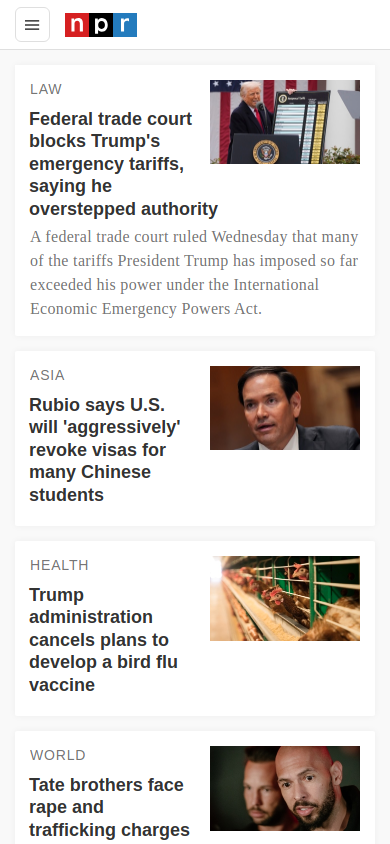 npr
LAW
Federal trade court
blocks Trump's
emergency tariffs,
saying he
overstepped authority
A federal trade court ruled Wednesday that many
of the tariffs President Trump has imposed so far
exceeded his power under the International
Economic Emergency Powers Act.
ASIA
Rubio says U.S.
will 'aggressively'
revoke visas for
many Chinese
students
HEALTH
Trump
administration
cancels plans to
develop a bird flu
vaccine
WORLD
Tate brothers face
rape and
trafficking charges